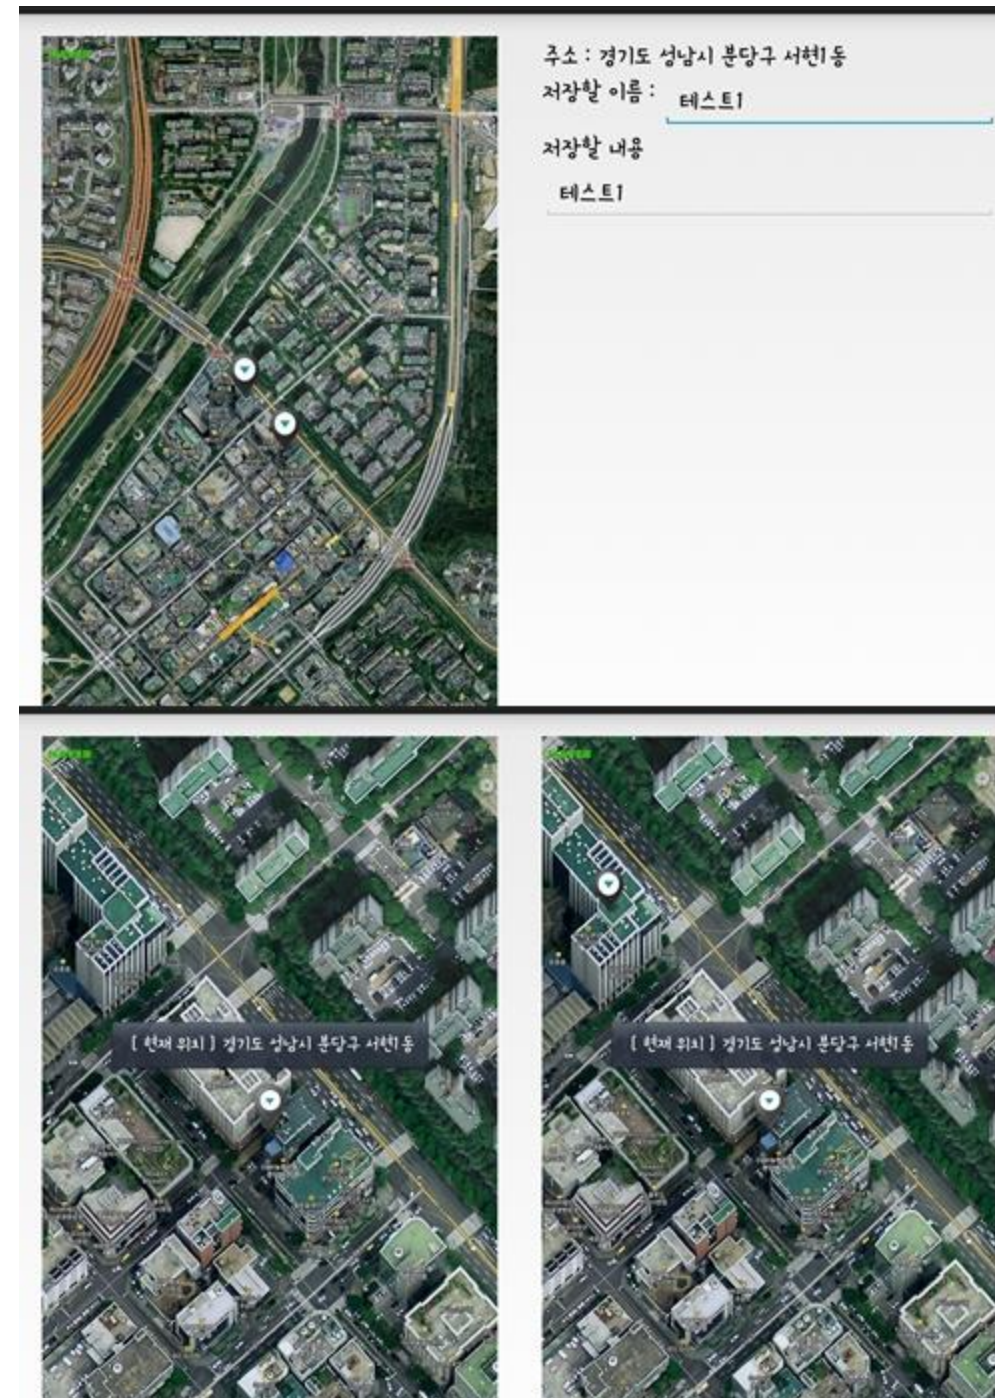 주소 : 경기도 성남시 분당구 서현1동
저장할 이름 : 테스트1
저장할 내용
테스트1
[ 현재 위치 ] 경기도 성남시 분당구 서현1동
[ 현재 위치 ] 경기도 성남시 분당구 서현1동